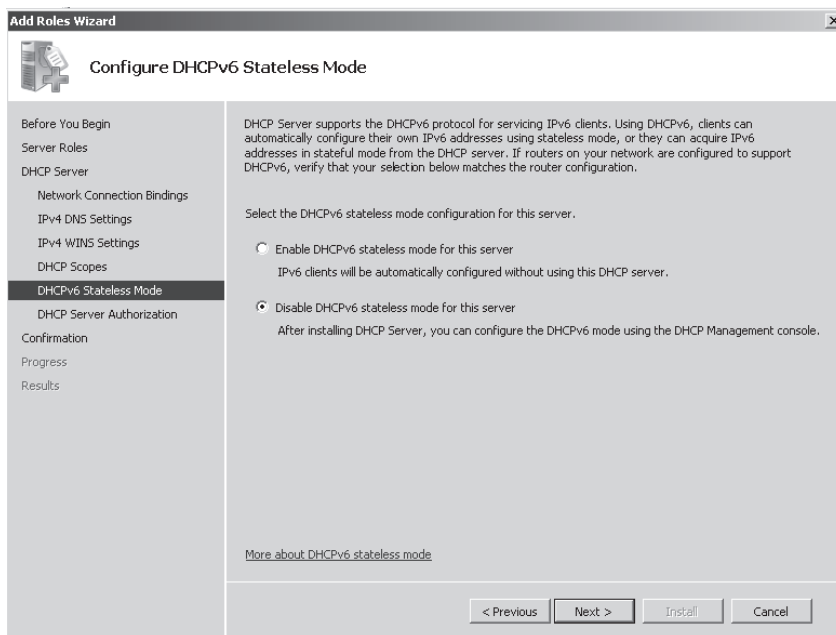 Add Roles Wizard
Configure DHCPv6 Stateless Mode
Before You Begin
Server Roles
DHCP Server
Network Connection Bindings
IPv4 DNS Settings
IPv4 WINS Settings
DHCP Scopes
DHCPv6 Stateless Mode
DHCP Server Authorization
Confirmation
Progress
Results
DHCP Server supports the DHCPv6 protocol for servicing IPv6 clients. Using DHCPv6, clients can
automatically configure their own IPv6 addresses using stateless mode, or they can acquire IPv6
addresses in stateful mode from the DHCP server. If routers on your network are configured to support
DHCPv6, verify that your selection below matches the router configuration.
Select the DHCPv6 stateless mode configuration for this server.
Enable DHCPv6 stateless mode for this server
IPv6 clients will be automatically configured without using this DHCP server.
Disable DHCPv6 stateless mode for this server
After installing DHCP Server, you can configure the DHCPv6 mode using the DHCP Management console.
More about DHCPv6 stateless mode
< Previous
Next >
Install
Cancel